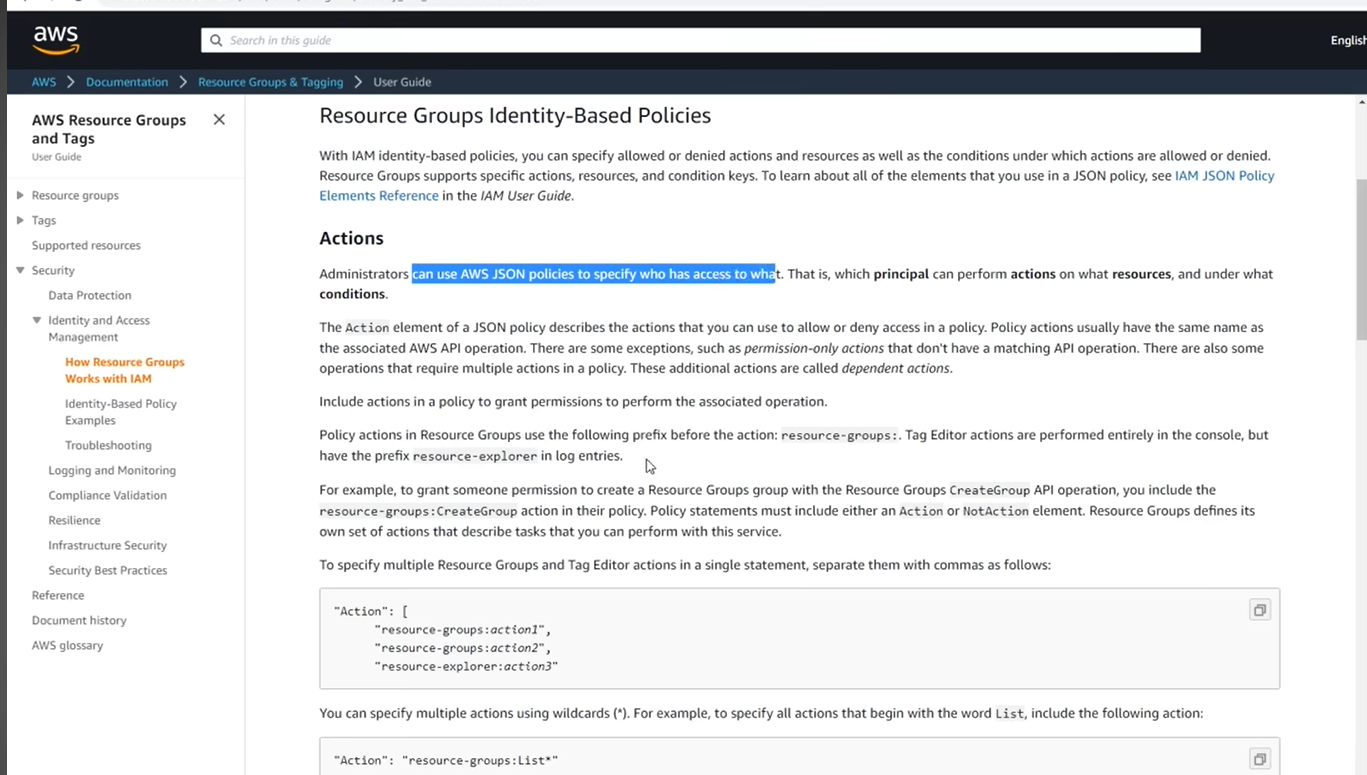 aws
Search in this guide
English
AWS > Documentation > Resource Groups & Tagging > User Guide
AWS Resource Groups
and Tags
User Guide
Resource groups
Tags
Supported resources
Security
Data Protection
Identity and Access
Management
How Resource Groups
Works with IAM
Identity-Based Policy
Examples
Troubleshooting
Logging and Monitoring
Compliance Validation
Resilience
Infrastructure Security
Security Best Practices
Reference
Document history
AWS glossary
Resource Groups Identity-Based Policies
With IAM identity-based policies, you can specify allowed or denied actions and resources as well as the conditions under which actions are allowed or denied.
Resource Groups supports specific actions, resources, and condition keys. To learn about all of the elements that you use in a JSON policy, see IAM JSON Policy
Elements Reference in the IAM User Guide.
Actions
Administrators can use AWS JSON policies to specify who has access to what. That is, which principal can perform actions on what resources, and under what
conditions.
The Action element of a JSON policy describes the actions that you can use to allow or deny access in a policy. Policy actions usually have the same name as
the associated AWS API operation. There are some exceptions, such as permission-only actions that don't have a matching API operation. There are also some
operations that require multiple actions in a policy. These additional actions are called dependent actions.
Include actions in a policy to grant permissions to perform the associated operation.
Policy actions in Resource Groups use the following prefix before the action: resource-groups:. Tag Editor actions are performed entirely in the console, but
have the prefix resource-explorer in log entries.
For example, to grant someone permission to create a Resource Groups group with the Resource Groups CreateGroup API operation, you include the
resource-groups:CreateGroup action in their policy. Policy statements must include either an Action or NotAction element. Resource Groups defines its
own set of actions that describe tasks that you can perform with this service.
To specify multiple Resource Groups and Tag Editor actions in a single statement, separate them with commas as follows:
"Action": [
"resource-groups:action1",
"resource-groups:action2",
"resource-explorer:action3"
You can specify multiple actions using wildcards (*). For example, to specify all actions that begin with the word List, include the following action:
"Action": "resource-groups:List*"